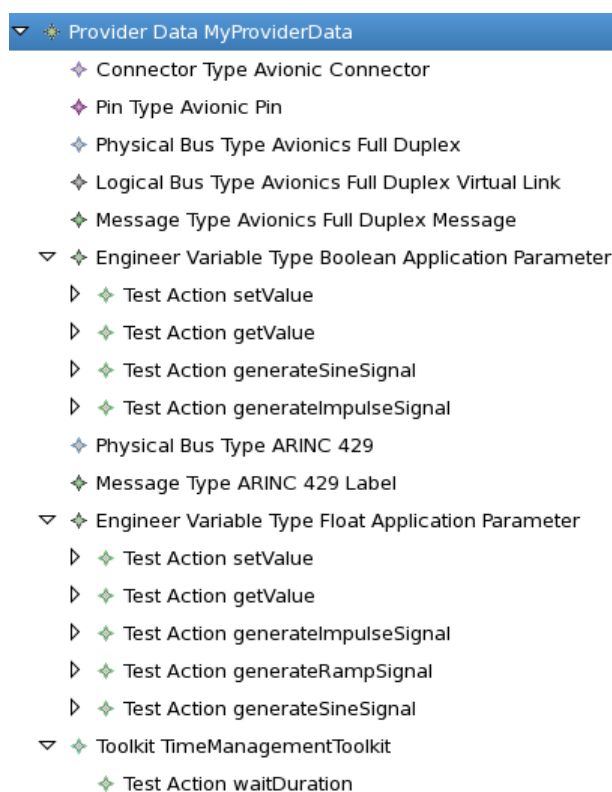 Provider Data MyProviderData
Connector Type Avionic Connector
Pin Type Avionic Pin
Physical Bus Type Avionics Full Duplex
Logical Bus Type Avionics Full Duplex Virtual Link
Message Type Avionics Full Duplex Message
Engineer Variable Type Boolean Application Parameter
Test Action setValue
Test Action getValue
Test Action generateSineSignal
Test Action generateImpulseSignal
Physical Bus Type ARINC 429
Message Type ARINC 429 Label
Engineer Variable Type Float Application Parameter
Test Action setValue
Test Action getValue
Test Action generateImpulseSignal
Test Action generateRampSignal
Test Action generateSineSignal
Toolkit TimeManagementToolkit
Test Action waitDuration